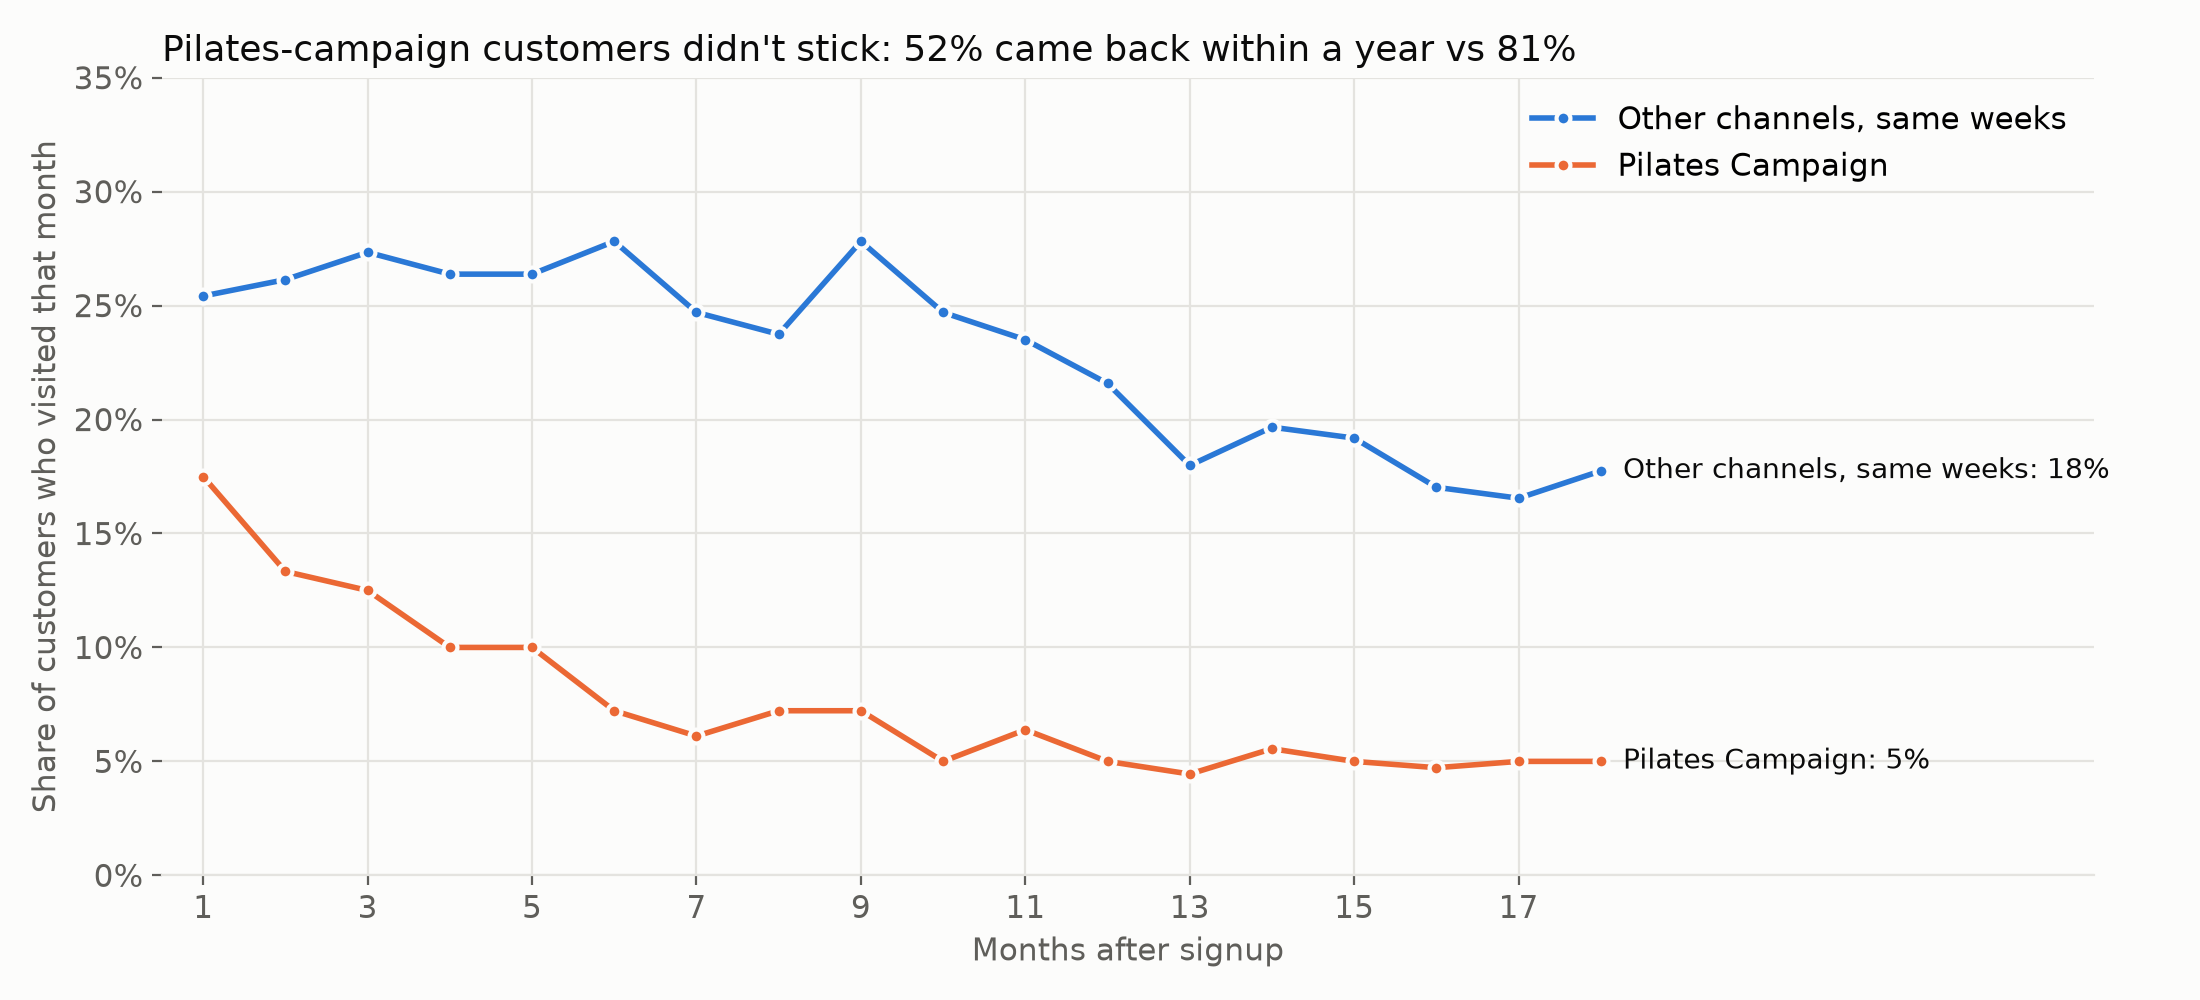 Pilates-campaign customers didn't stick: 52% came back within a year vs 81%
Share of customers who visited that month
35%
30%
25%
20%
15%
10%
5%
0%
Other channels, same weeks
Pilates Campaign
Other channels, same weeks: 18%
Pilates Campaign: 5%
1 3 5 7 9 11 13 15 17
Months after signup